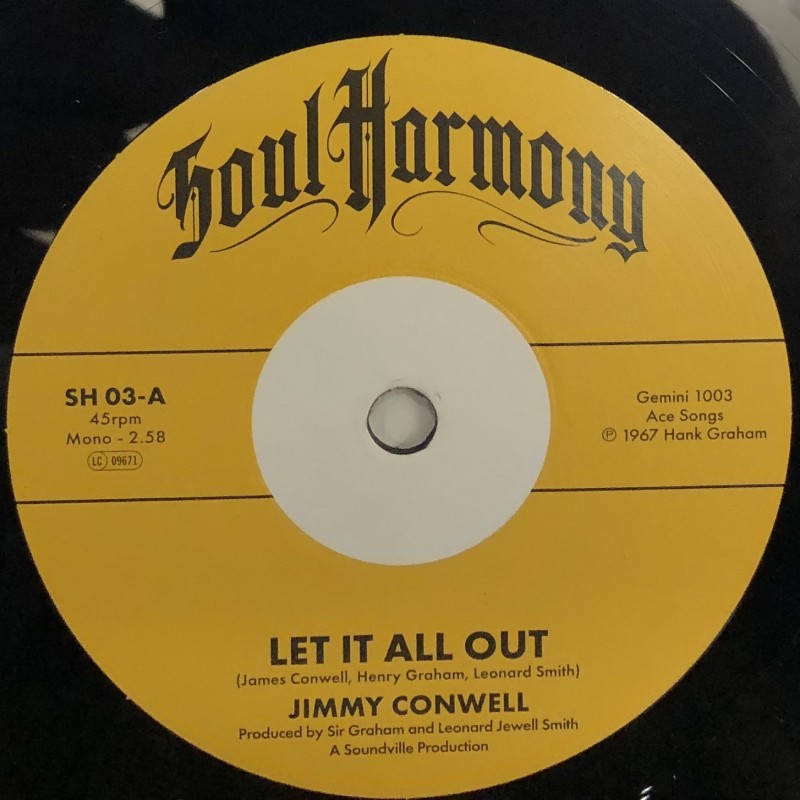 Soul Harmony
SH 03-A
45rpm
Mono - 2.58
LC 09671
Gemini 1003
Ace Songs
℗ 1967 Hank Graham
LET IT ALL OUT
(James Conwell, Henry Graham, Leonard Smith)
JIMMY CONWELL
Produced by Sir Graham and Leonard Jewell Smith
A Soundville Production